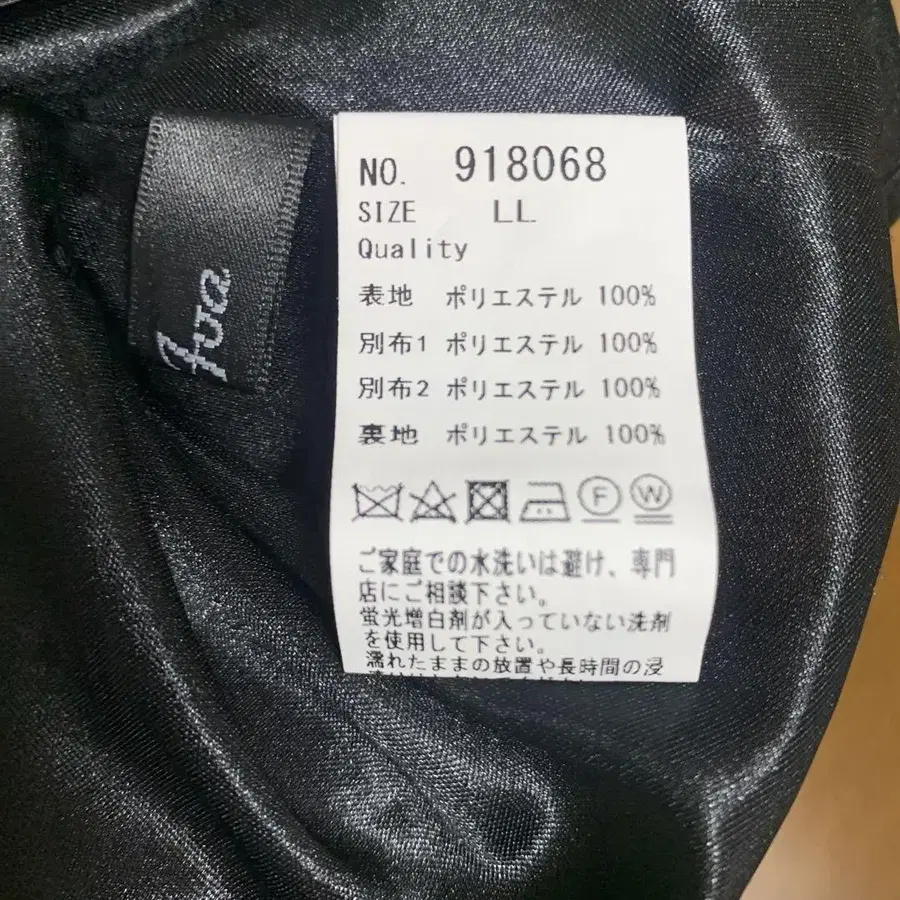 NO. 918068
SIZE LL
Quality
表地 ポリエステル 100%
別布1 ポリエステル 100%
別布2 ポリエステル 100%
裏地 ポリエステル 100%
F W
ご家庭での水洗いは避け、専門
店にご相談下さい。
蛍光増白剤が入っていない洗剤
を使用して下さい。
濡れたままの放置や長時間の浸